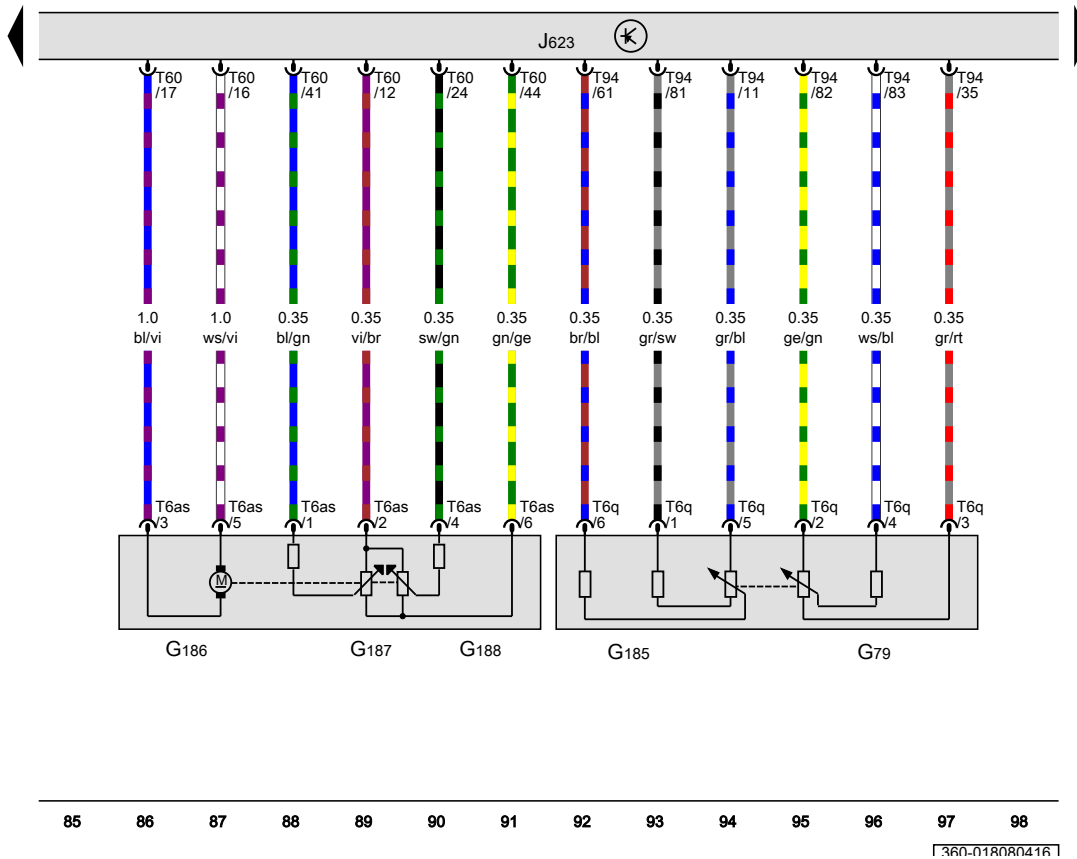 J623
T60 T60 T60 T60 T60 T60 T94 T94 T94 T94 T94 T94
/17 /16 /41 /12 /24 /44 /61 /81 /11 /82 /83 /35
1.0 1.0 0.35 0.35 0.35 0.35 0.35 0.35 0.35 0.35 0.35 0.35
bl/vi ws/vi bl/gn vi/br sw/gn gn/ge br/bl gr/sw gr/bl ge/gn ws/bl gr/rt
T6as T6as T6as T6as T6as T6as T6q T6q T6q T6q T6q T6q
/3 /5 /1 /2 /4 /6 /6 /1 /5 /2 /4 /3
M
G186 G187 G188 G185 G79
85 86 87 88 89 90 91 92 93 94 95 96 97 98
360-018080416